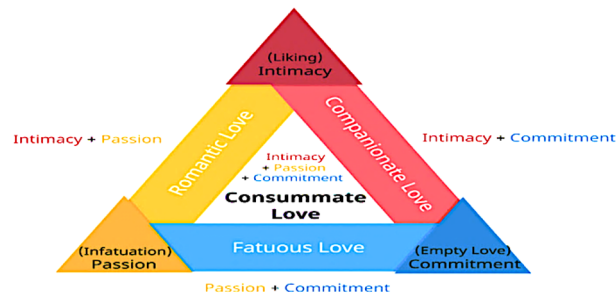 (Liking)
Intimacy
Romantic Love
Companionate Love
Intimacy + Passion
Intimacy + Commitment
Intimacy
+ Passion
+ Commitment
Consummate
Love
(Infatuation)
Passion
Fatuous Love
(Empty Love)
Commitment
Passion + Commitment